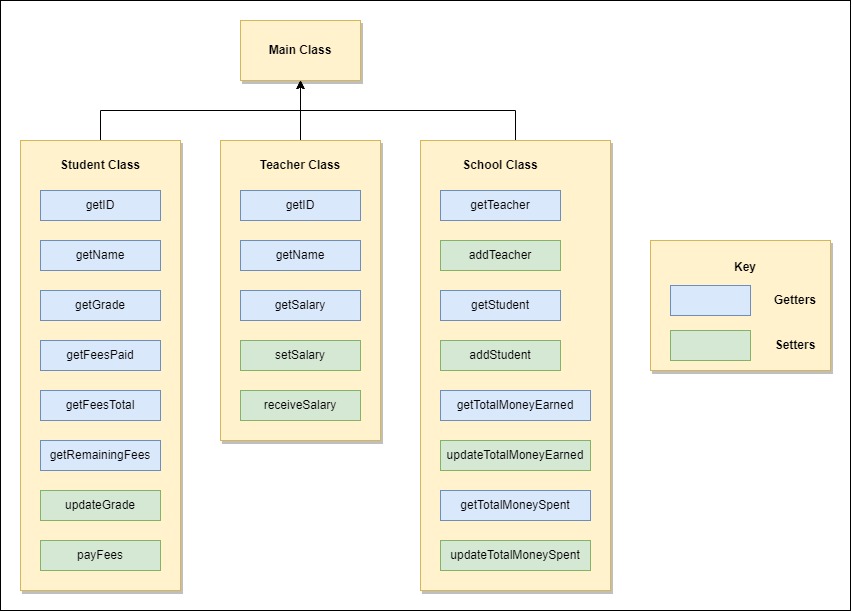 Main Class
Student Class
getID
getName
getGrade
getFeesPaid
getFeesTotal
getRemainingFees
updateGrade
payFees
Teacher Class
getID
getName
getSalary
setSalary
receiveSalary
School Class
getTeacher
addTeacher
getStudent
addStudent
getTotalMoneyEarned
updateTotalMoneyEarned
getTotalMoneySpent
updateTotalMoneySpent
Key
Getters
Setters